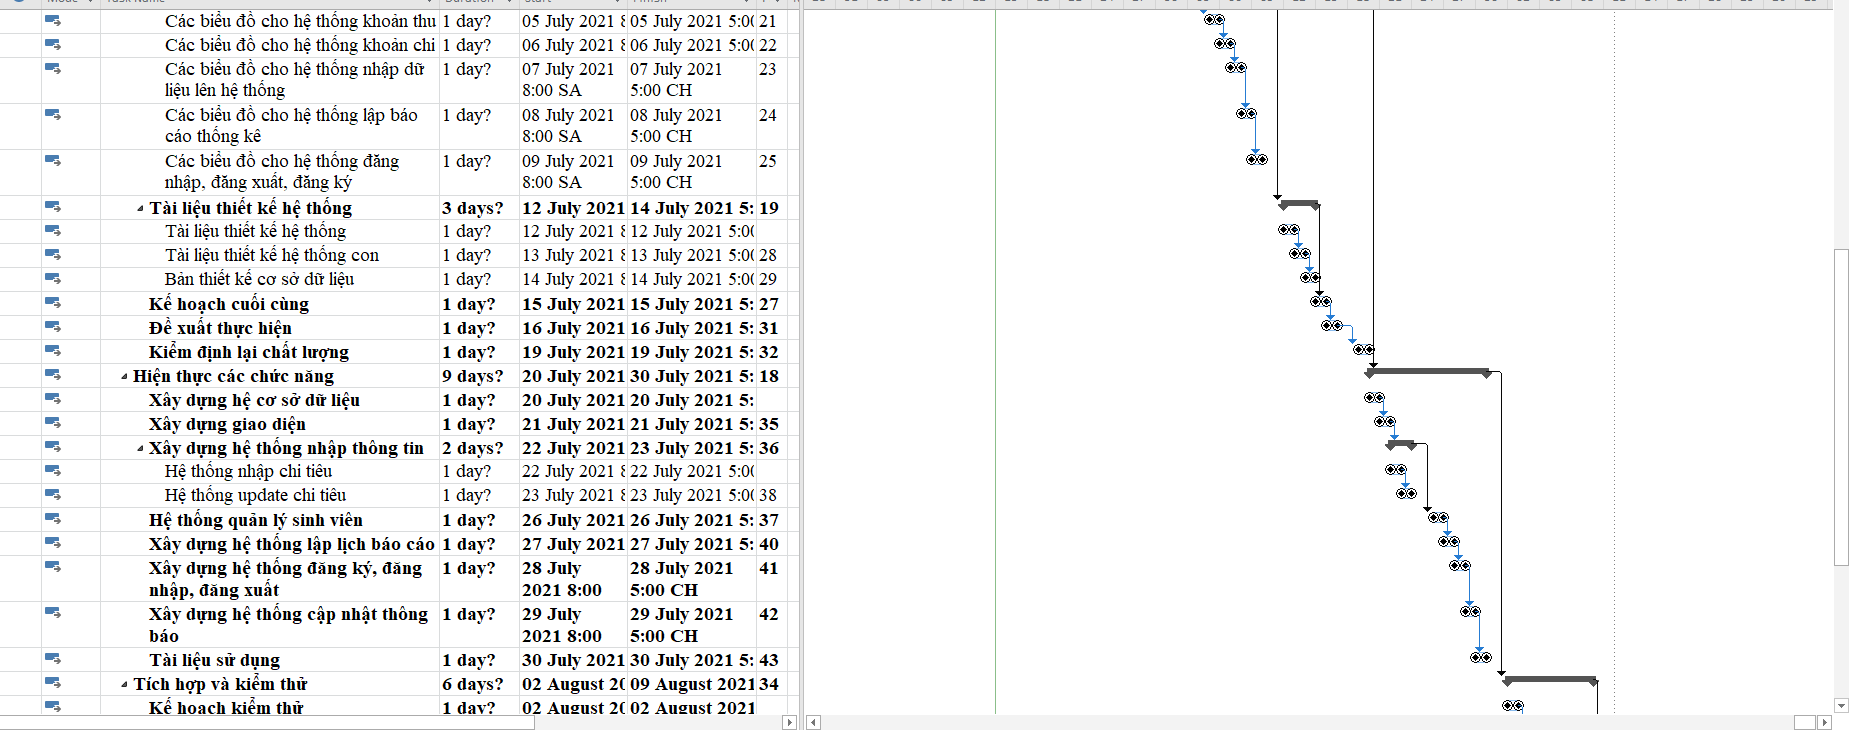 Các biểu đồ cho hệ thống khoản thu 1 day? 05 July 2021 8 05 July 2021 5:00 21
Các biểu đồ cho hệ thống khoản chi 1 day? 06 July 2021 8 06 July 2021 5:00 22
Các biểu đồ cho hệ thống nhập dữ 1 day? 07 July 2021 07 July 2021 23
liệu lên hệ thống 8:00 SA 5:00 CH
Các biểu đồ cho hệ thống lập báo 1 day? 08 July 2021 08 July 2021 24
cáo thống kê 8:00 SA 5:00 CH
Các biểu đồ cho hệ thống đăng 1 day? 09 July 2021 09 July 2021 25
nhập, đăng xuất, đăng ký 8:00 SA 5:00 CH
Tài liệu thiết kế hệ thống 3 days? 12 July 2021 14 July 2021 5: 19
Tài liệu thiết kế hệ thống 1 day? 12 July 2021 8 12 July 2021 5:00
Tài liệu thiết kế hệ thống con 1 day? 13 July 2021 8 13 July 2021 5:00 28
Bản thiết kế cơ sở dữ liệu 1 day? 14 July 2021 8 14 July 2021 5:00 29
Kế hoạch cuối cùng 1 day? 15 July 2021 15 July 2021 5: 27
Đề xuất thực hiện 1 day? 16 July 2021 16 July 2021 5: 31
Kiểm định lại chất lượng 1 day? 19 July 2021 19 July 2021 5: 32
Hiện thực các chức năng 9 days? 20 July 2021 30 July 2021 5: 18
Xây dựng hệ cơ sở dữ liệu 1 day? 20 July 2021 20 July 2021 5:
Xây dựng giao diện 1 day? 21 July 2021 21 July 2021 5: 35
Xây dựng hệ thống nhập thông tin 2 days? 22 July 2021 23 July 2021 5: 36
Hệ thống nhập chi tiêu 1 day? 22 July 2021 8 22 July 2021 5:00
Hệ thống update chi tiêu 1 day? 23 July 2021 8 23 July 2021 5:00 38
Hệ thống quản lý sinh viên 1 day? 26 July 2021 26 July 2021 5: 37
Xây dựng hệ thống lập lịch báo cáo 1 day? 27 July 2021 27 July 2021 5: 40
Xây dựng hệ thống đăng ký, đăng 1 day? 28 July 28 July 2021 41
nhập, đăng xuất 2021 8:00 5:00 CH
Xây dựng hệ thống cập nhật thông 1 day? 29 July 29 July 2021 42
báo 2021 8:00 5:00 CH
Tài liệu sử dụng 1 day? 30 July 2021 30 July 2021 5: 43
Tích hợp và kiểm thử 6 days? 02 August 20 09 August 2021 34
Kế hoạch kiểm thử 1 day? 02 August 20 02 August 2021